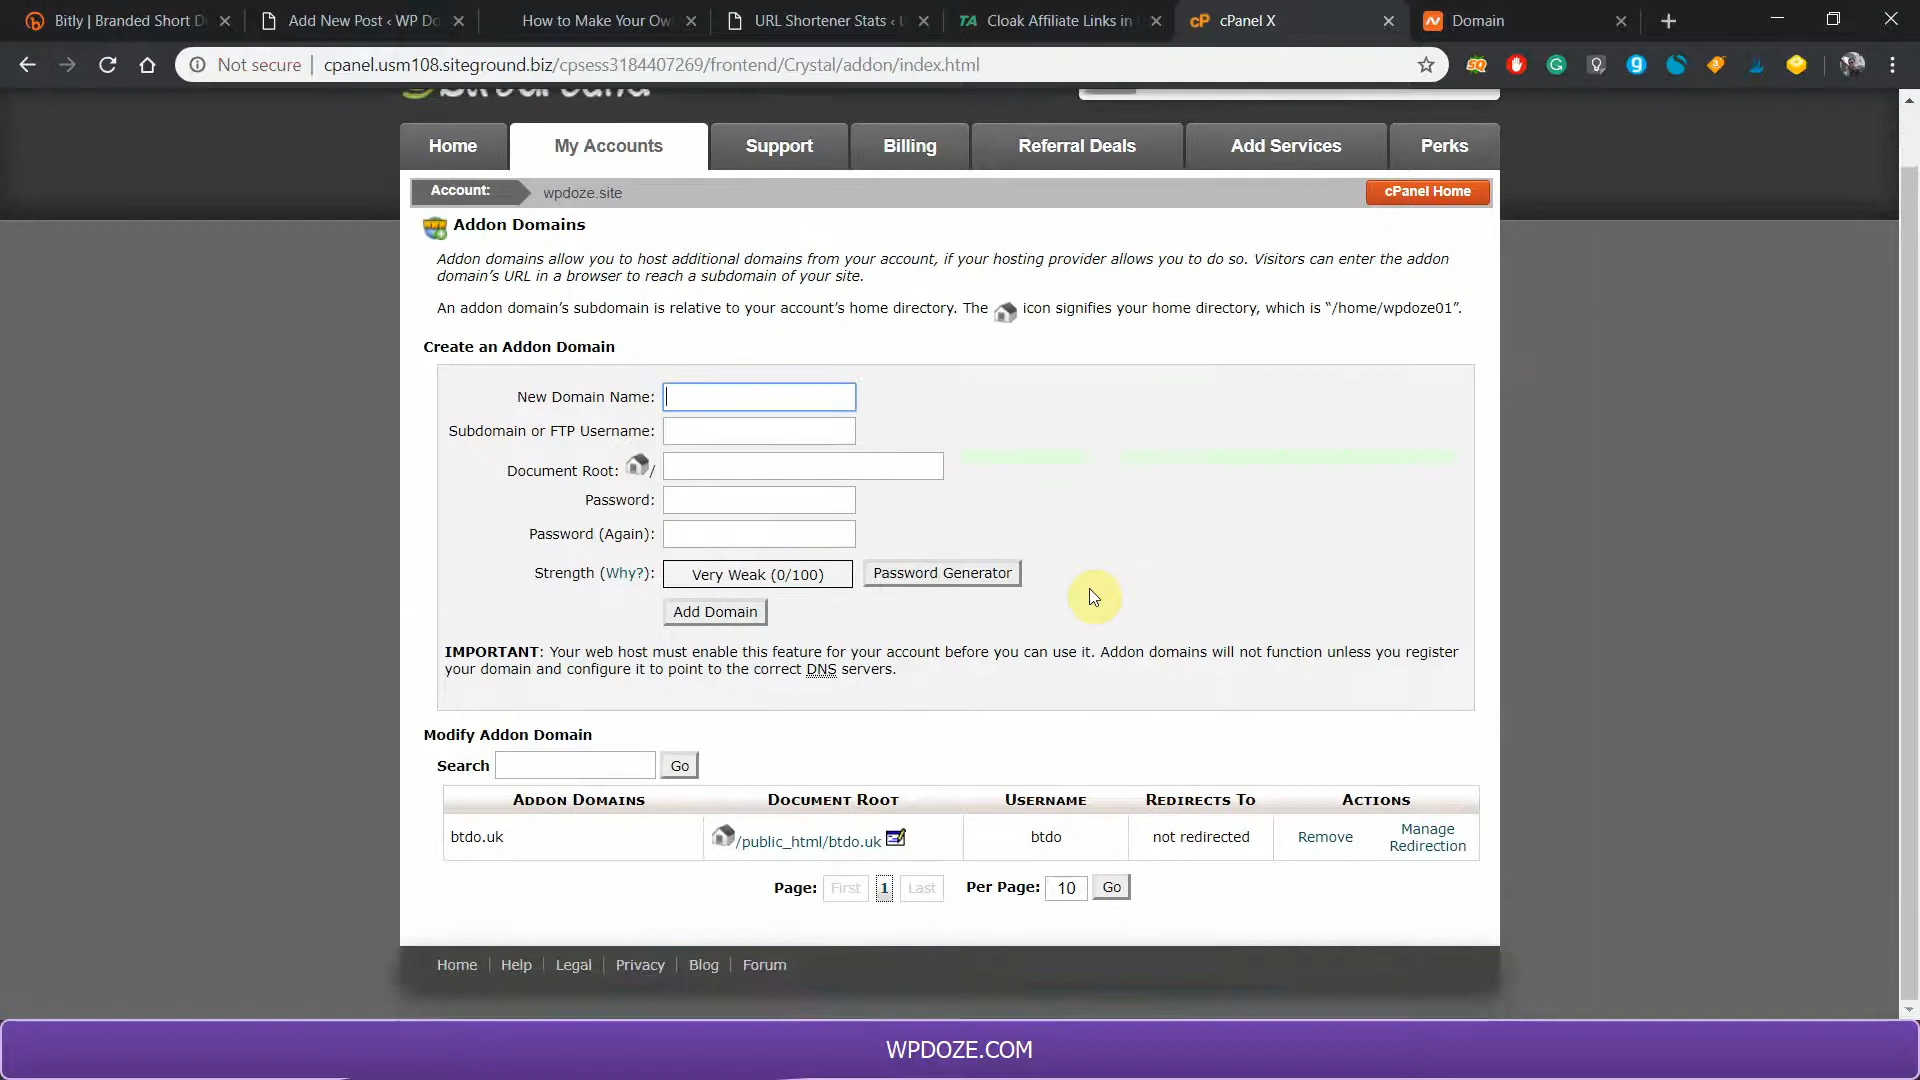 Bitly | Branded Short D
Add New Post ‹ WP Do
How to Make Your Ow
URL Shortener Stats ‹
TA Cloak Affiliate Links in
cP cPanel X
Domain
Not secure | cpanel.usm108.siteground.biz/cpsess3184407269/frontend/Crystal/addon/index.html
Home
My Accounts
Support
Billing
Referral Deals
Add Services
Perks
Account: wpdoze.site
cPanel Home
Addon Domains
Addon domains allow you to host additional domains from your account, if your hosting provider allows you to do so. Visitors can enter the addon
domain's URL in a browser to reach a subdomain of your site.
An addon domain's subdomain is relative to your account's home directory. The icon signifies your home directory, which is “/home/wpdoze01”.
Create an Addon Domain
New Domain Name:
Subdomain or FTP Username:
Document Root: /
Password:
Password (Again):
Strength (Why?): Very Weak (0/100) Password Generator
Add Domain
IMPORTANT: Your web host must enable this feature for your account before you can use it. Addon domains will not function unless you register
your domain and configure it to point to the correct DNS servers.
Modify Addon Domain
Search Go
Addon Domains Document Root Username Redirects To Actions
btdo.uk /public_html/btdo.uk btdo not redirected Remove Manage Redirection
Page: First 1 Last Per Page: 10 Go
Home | Help | Legal | Privacy | Blog | Forum
WPDOZE.COM